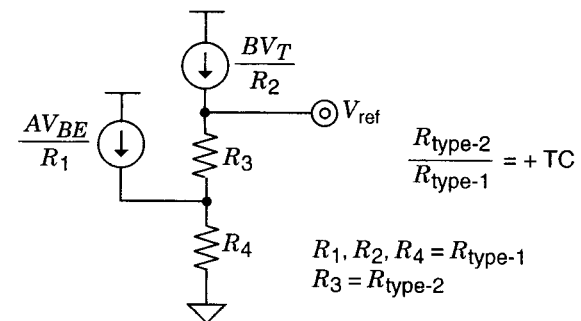 BV_T
R_2
V_ref
AV_BE
R_1
R_3
R_type-2
R_type-1
= + TC
R_4
R_1, R_2, R_4 = R_type-1
R_3 = R_type-2